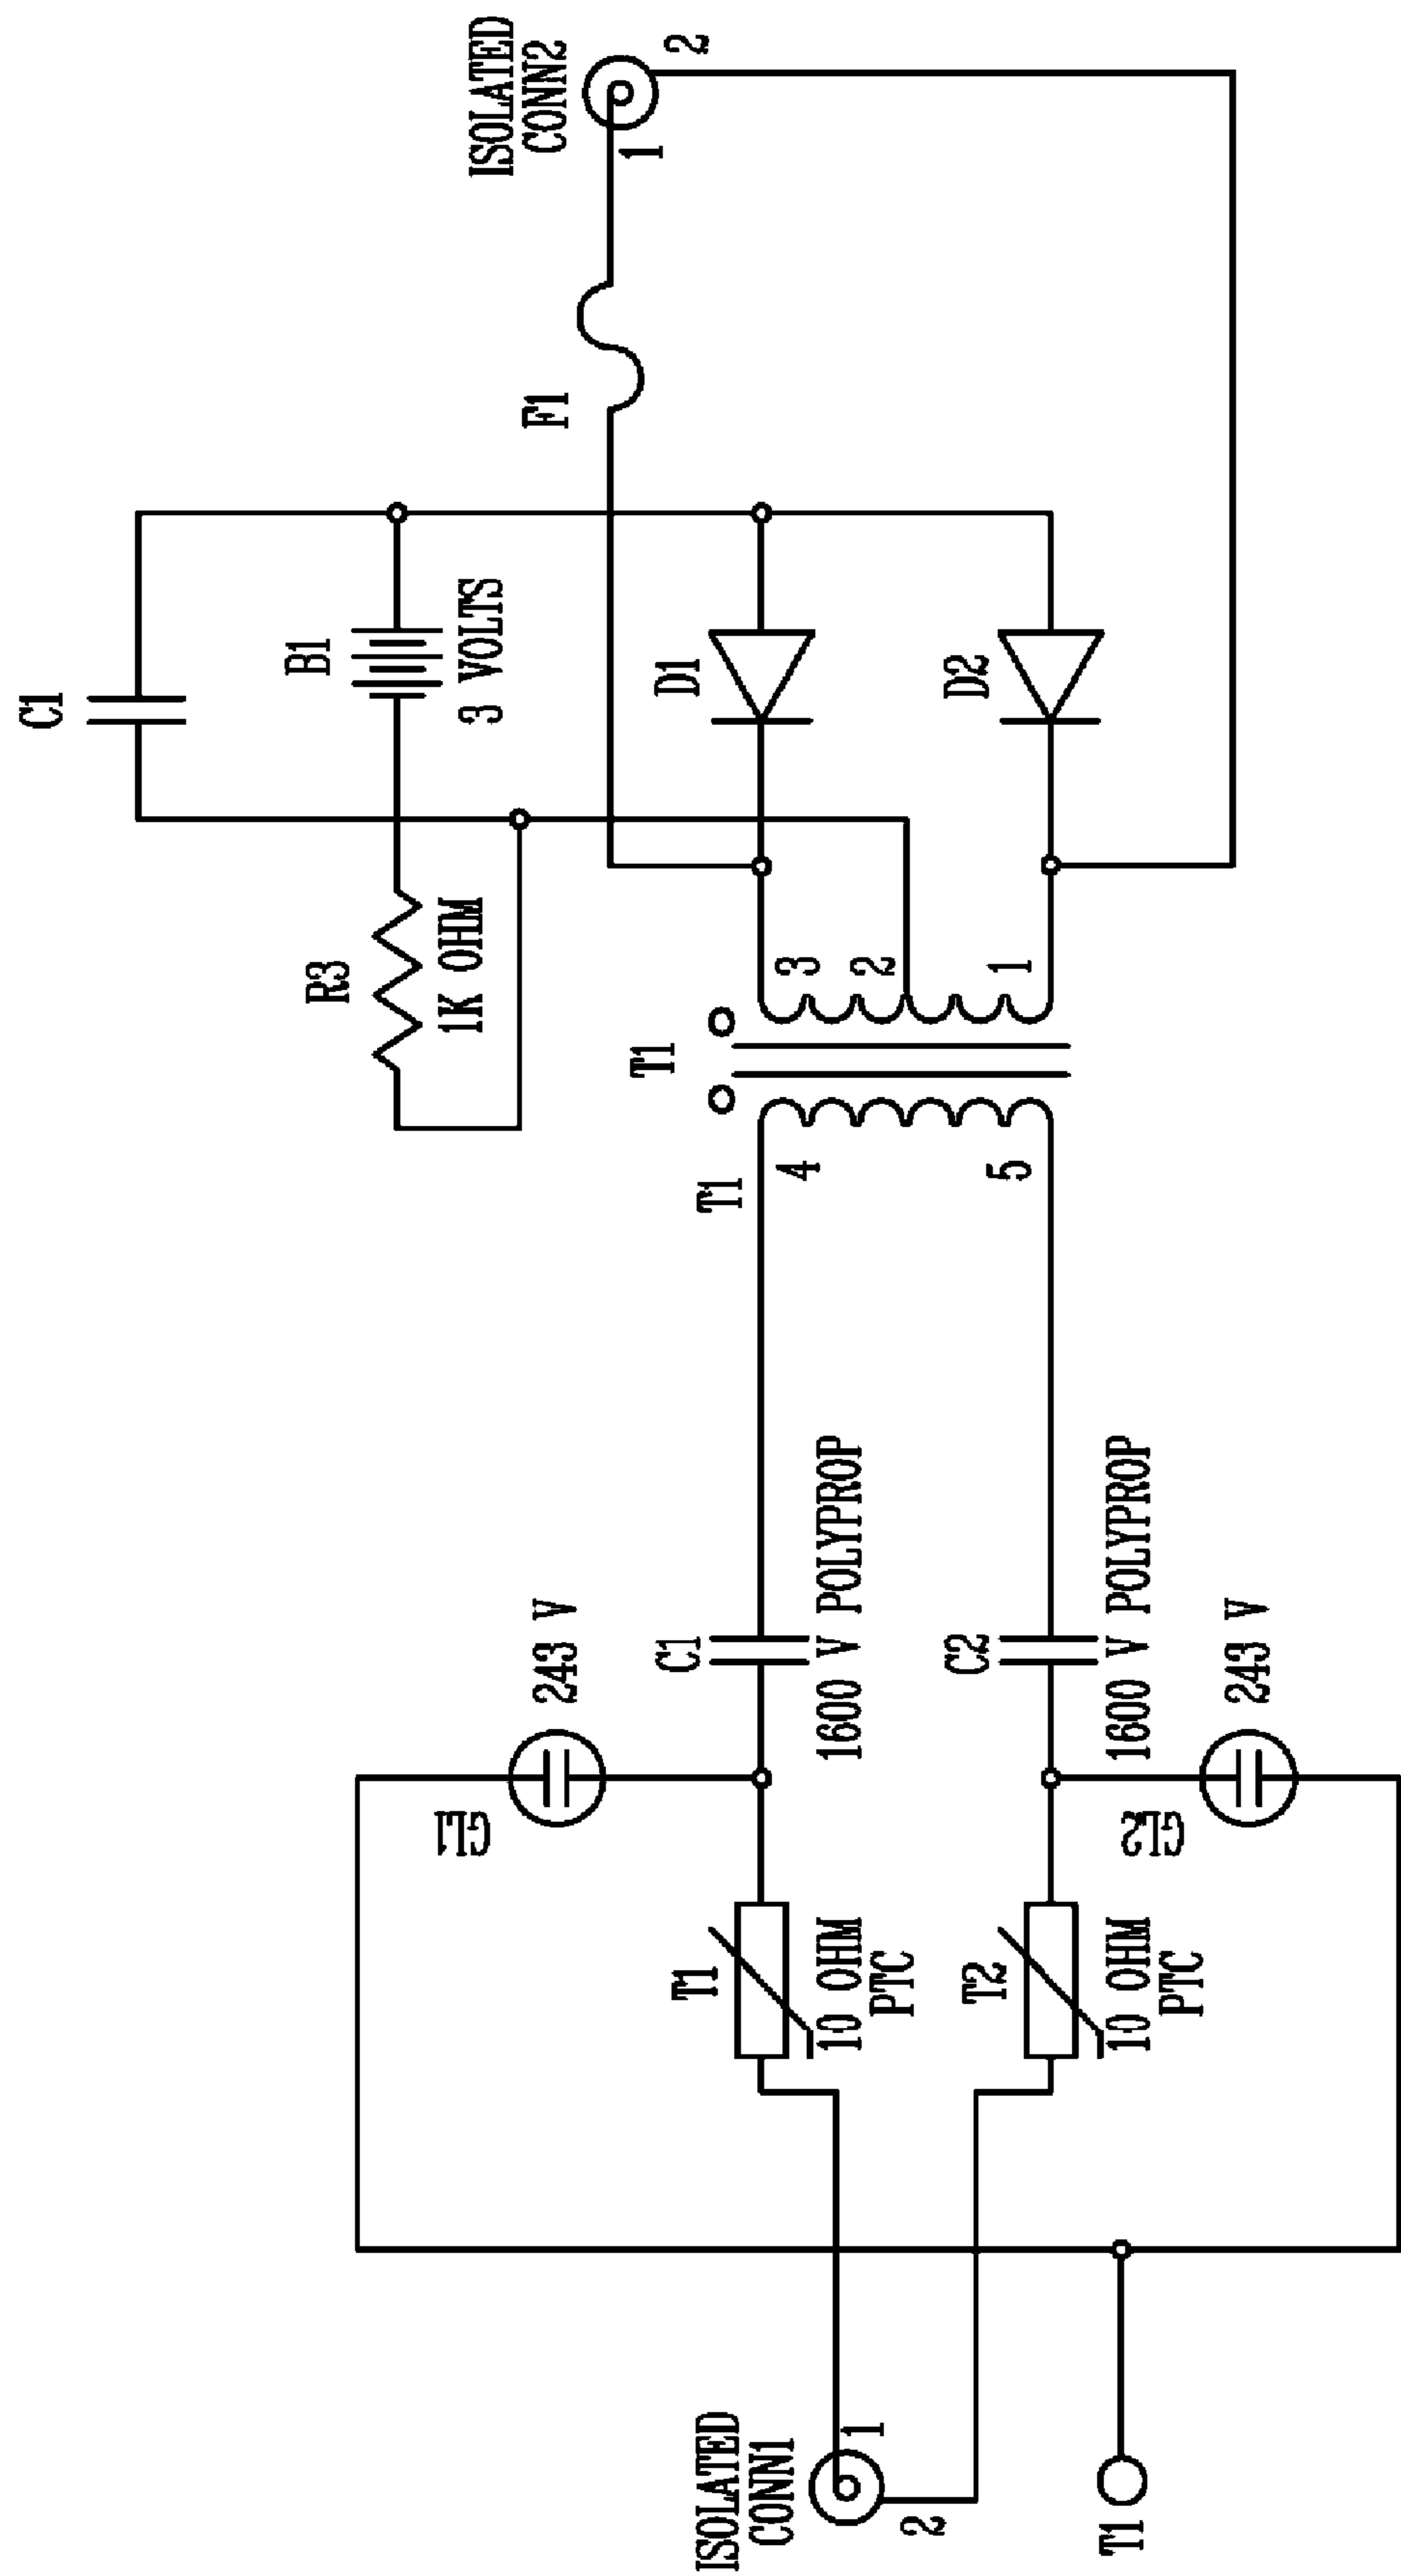 ISOLATED
CONN1
1
2
T1
GL1
243 V
T1
10 OHM
PTC
C1
1600 V POLYPROP
T2
10 OHM
PTC
C2
1600 V POLYPROP
GL2
243 V
T1
4
5
T1
3
2
1
R3
1K OHM
C1
B1
3 VOLTS
D1
D2
F1
ISOLATED
CONN2
1
2